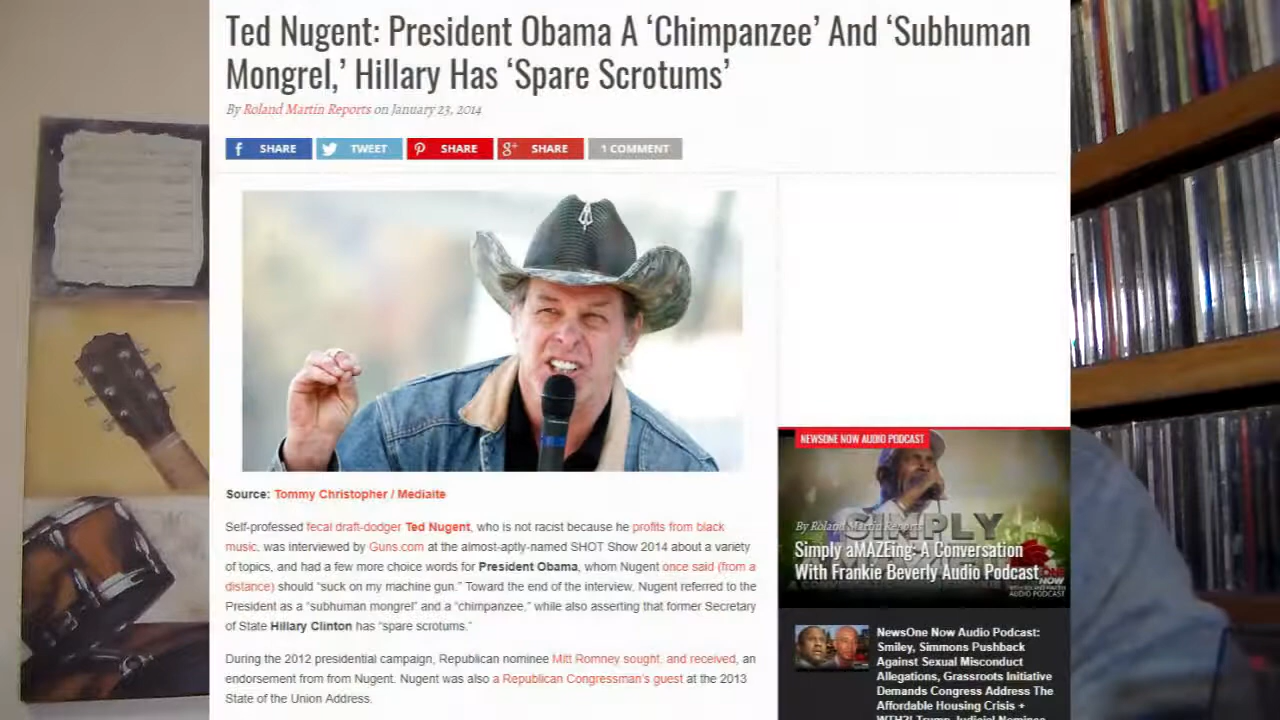 Ted Nugent: President Obama A ‘Chimpanzee’ And ‘Subhuman
Mongrel,’ Hillary Has ‘Spare Scrotums’
By Roland Martin Reports on January 23, 2014
SHARE
TWEET
SHARE
SHARE
1 COMMENT
Source: Tommy Christopher / Mediaite
Self-professed fecal draft-dodger Ted Nugent, who is not racist because he profits from black
music, was interviewed by Guns.com at the almost-aptly-named SHOT Show 2014 about a variety
of topics, and had a few more choice words for President Obama, whom Nugent once said (from a
distance) should “suck on my machine gun.” Toward the end of the interview, Nugent referred to the
President as a “subhuman mongrel” and a “chimpanzee,” while also asserting that former Secretary
of State Hillary Clinton has “spare scrotums.”
During the 2012 presidential campaign, Republican nominee Mitt Romney sought, and received, an
endorsement from from Nugent. Nugent was also a Republican Congressman’s guest at the 2013
State of the Union Address.
NEWSONE NOW AUDIO PODCAST
By Roland Martin Reports
SIMPLY
Simply aMAZEing: A Conversation
With Frankie Beverly Audio Podcast
NOW
AUDIO PODCAST
NewsOne Now Audio Podcast:
Smiley, Simmons Pushback
Against Sexual Misconduct
Allegations, Grassroots Initiative
Demands Congress Address The
Affordable Housing Crisis +
WTH?! Trump Judicial Nominee